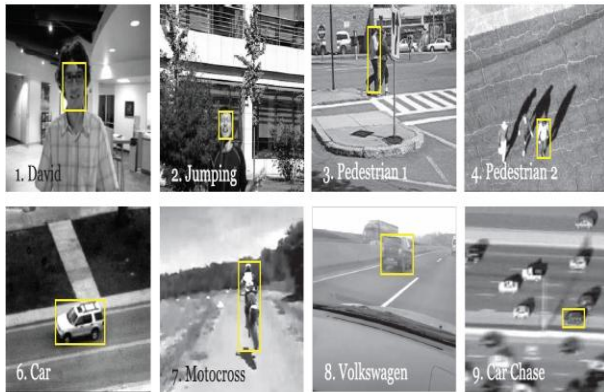 1. David
2. Jumping
3. Pedestrian 1
4. Pedestrian 2
6. Car
7. Motocross
8. Volkswagen
9. Car Chase